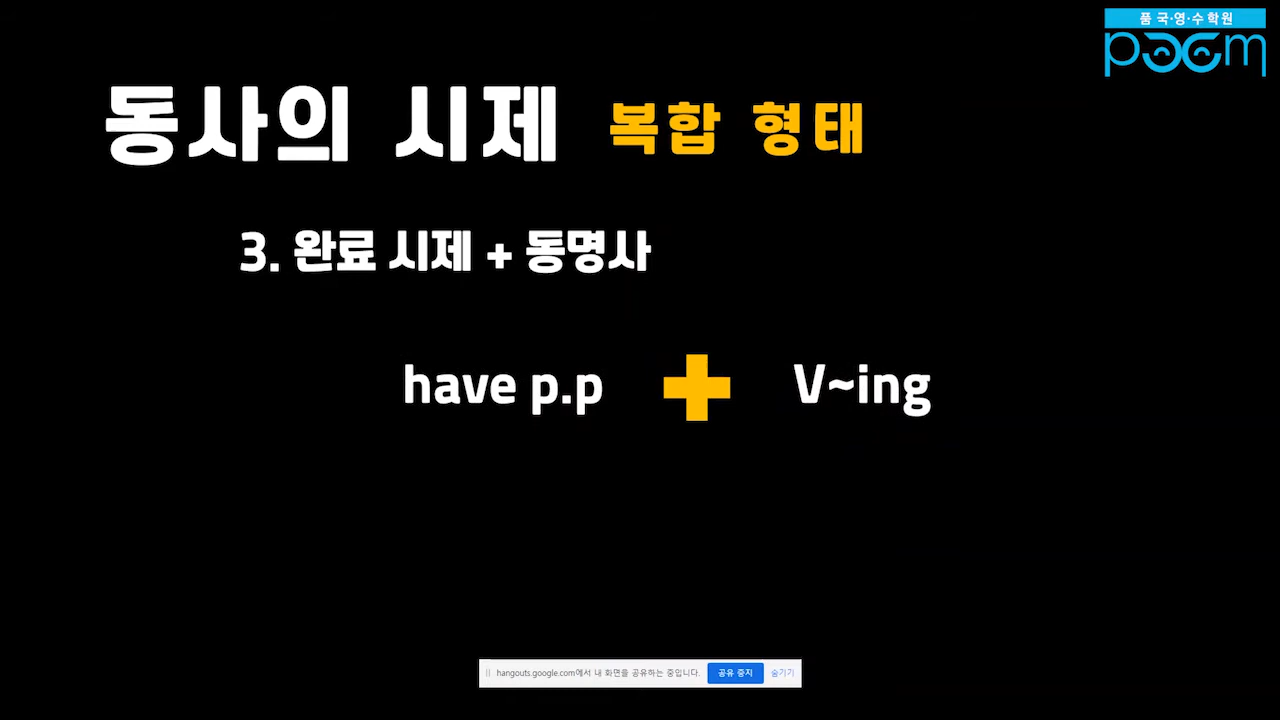 품 국·영·수 학원
poem
동사의 시제 복합 형태
3. 완료 시제 + 동명사
have p.p + V~ing
hangouts.google.com에서 내 화면을 공유하는 중입니다. 공유 중지 숨기기